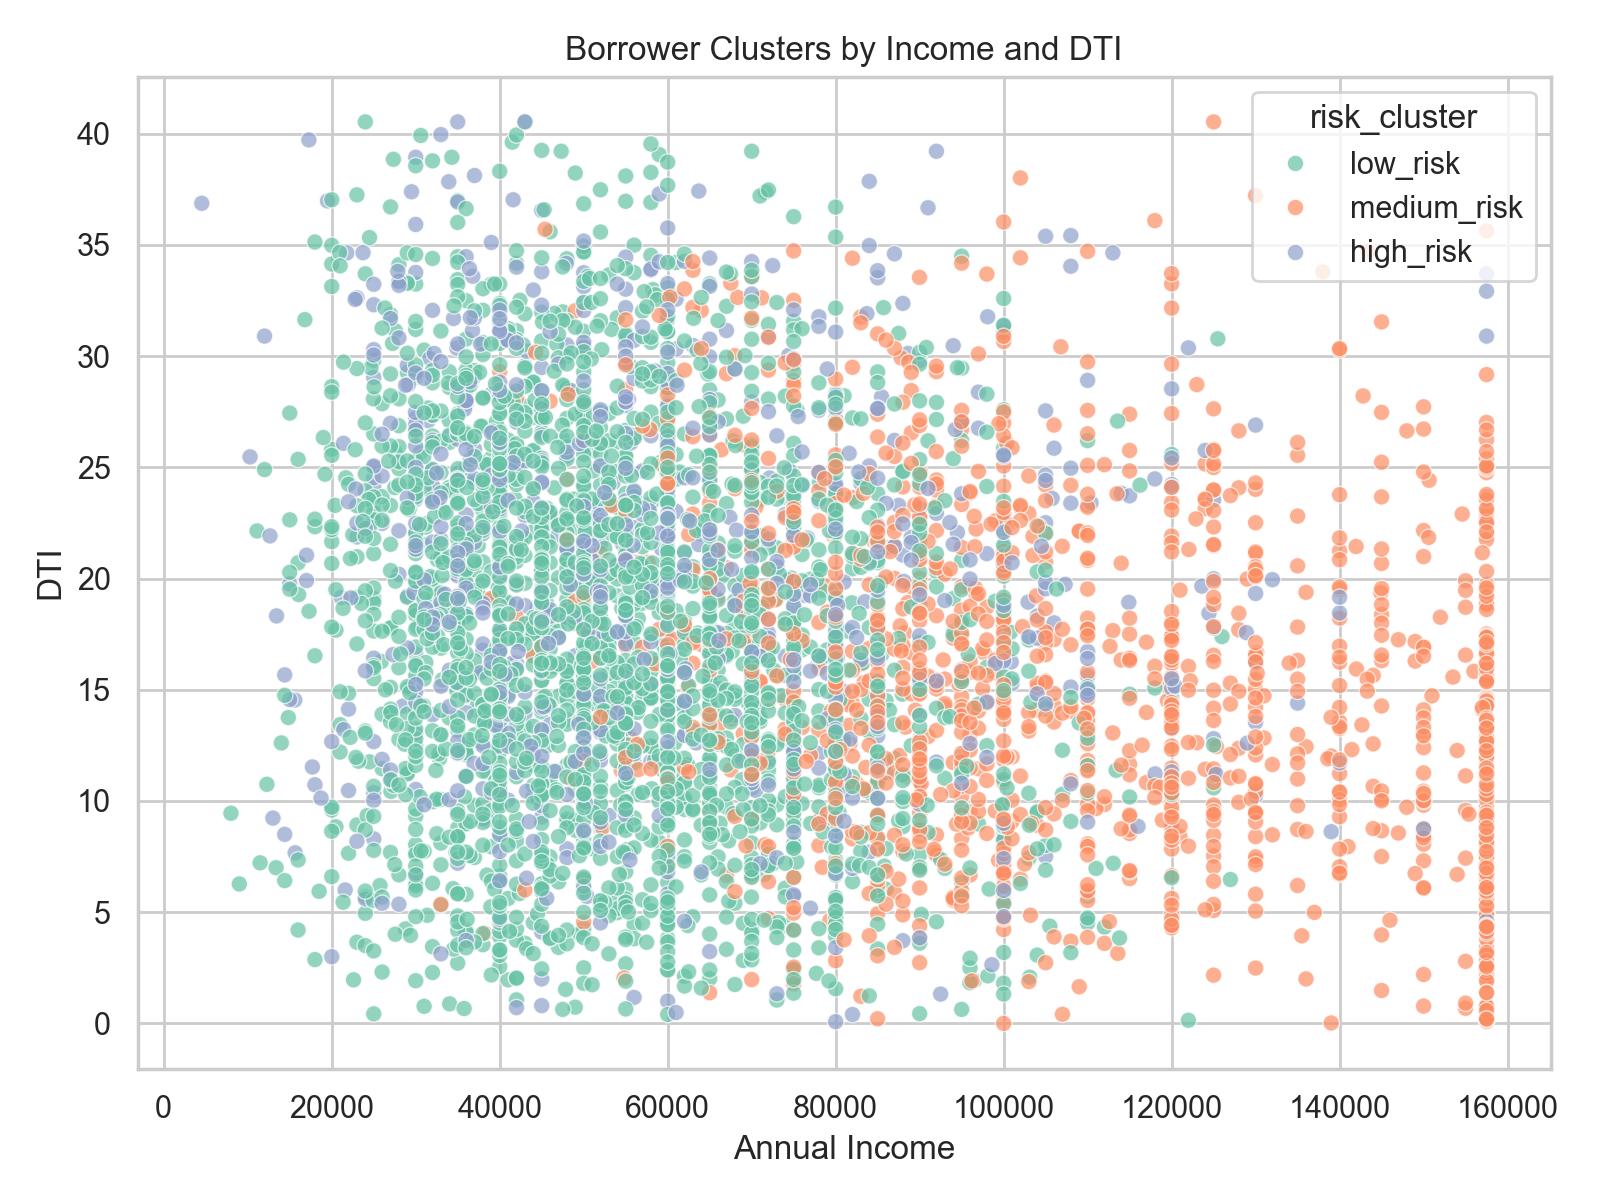 Borrower Clusters by Income and DTI
risk_cluster
low_risk
medium_risk
high_risk
40
35
30
25
20
15
10
5
0
DTI
0 20000 40000 60000 80000 100000 120000 140000 160000
Annual Income